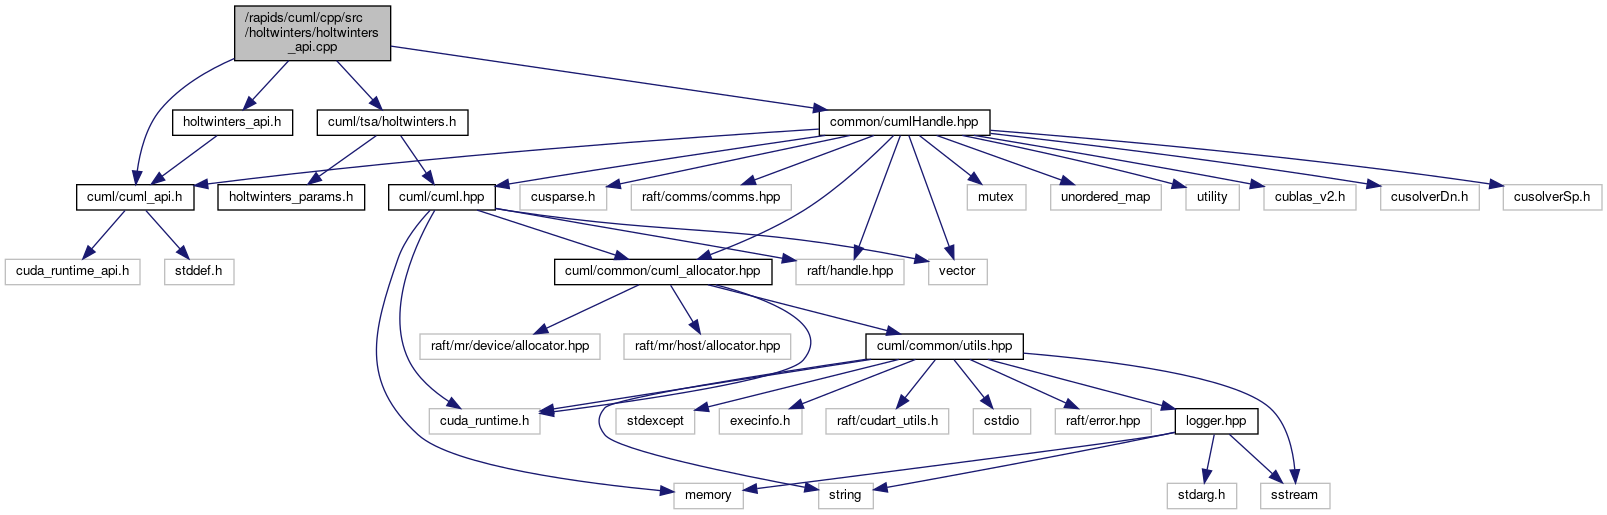 /rapids/cuml/cpp/src
/holtwinters/holtwinters
_api.cpp
holtwinters_api.h
cuml/tsa/holtwinters.h
common/cumlHandle.hpp
cuml/cuml_api.h
holtwinters_params.h
cuml/cuml.hpp
cusparse.h
raft/comms/comms.hpp
mutex
unordered_map
utility
cublas_v2.h
cusolverDn.h
cusolverSp.h
cuda_runtime_api.h
stddef.h
cuml/common/cuml_allocator.hpp
raft/handle.hpp
vector
raft/mr/device/allocator.hpp
raft/mr/host/allocator.hpp
cuml/common/utils.hpp
cuda_runtime.h
stdexcept
execinfo.h
raft/cudart_utils.h
cstdio
raft/error.hpp
logger.hpp
memory
string
stdarg.h
sstream